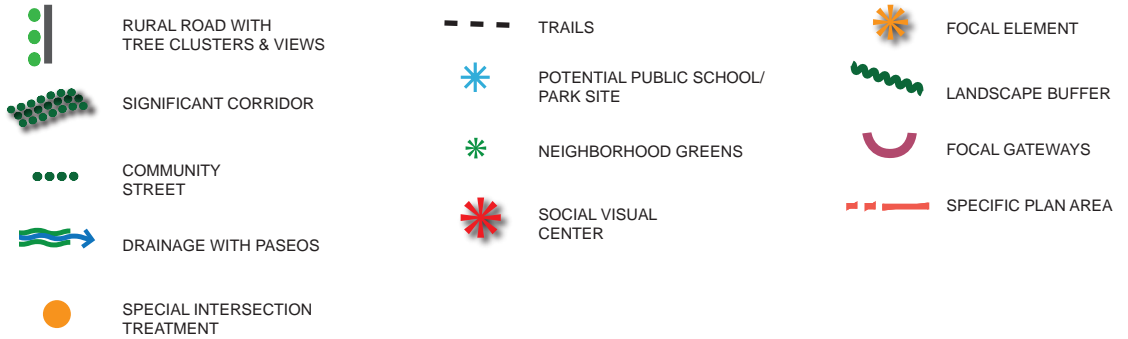 RURAL ROAD WITH
TREE CLUSTERS & VIEWS
SIGNIFICANT CORRIDOR
COMMUNITY
STREET
DRAINAGE WITH PASEOS
SPECIAL INTERSECTION
TREATMENT
TRAILS
POTENTIAL PUBLIC SCHOOL/
PARK SITE
NEIGHBORHOOD GREENS
SOCIAL VISUAL
CENTER
FOCAL ELEMENT
LANDSCAPE BUFFER
FOCAL GATEWAYS
SPECIFIC PLAN AREA